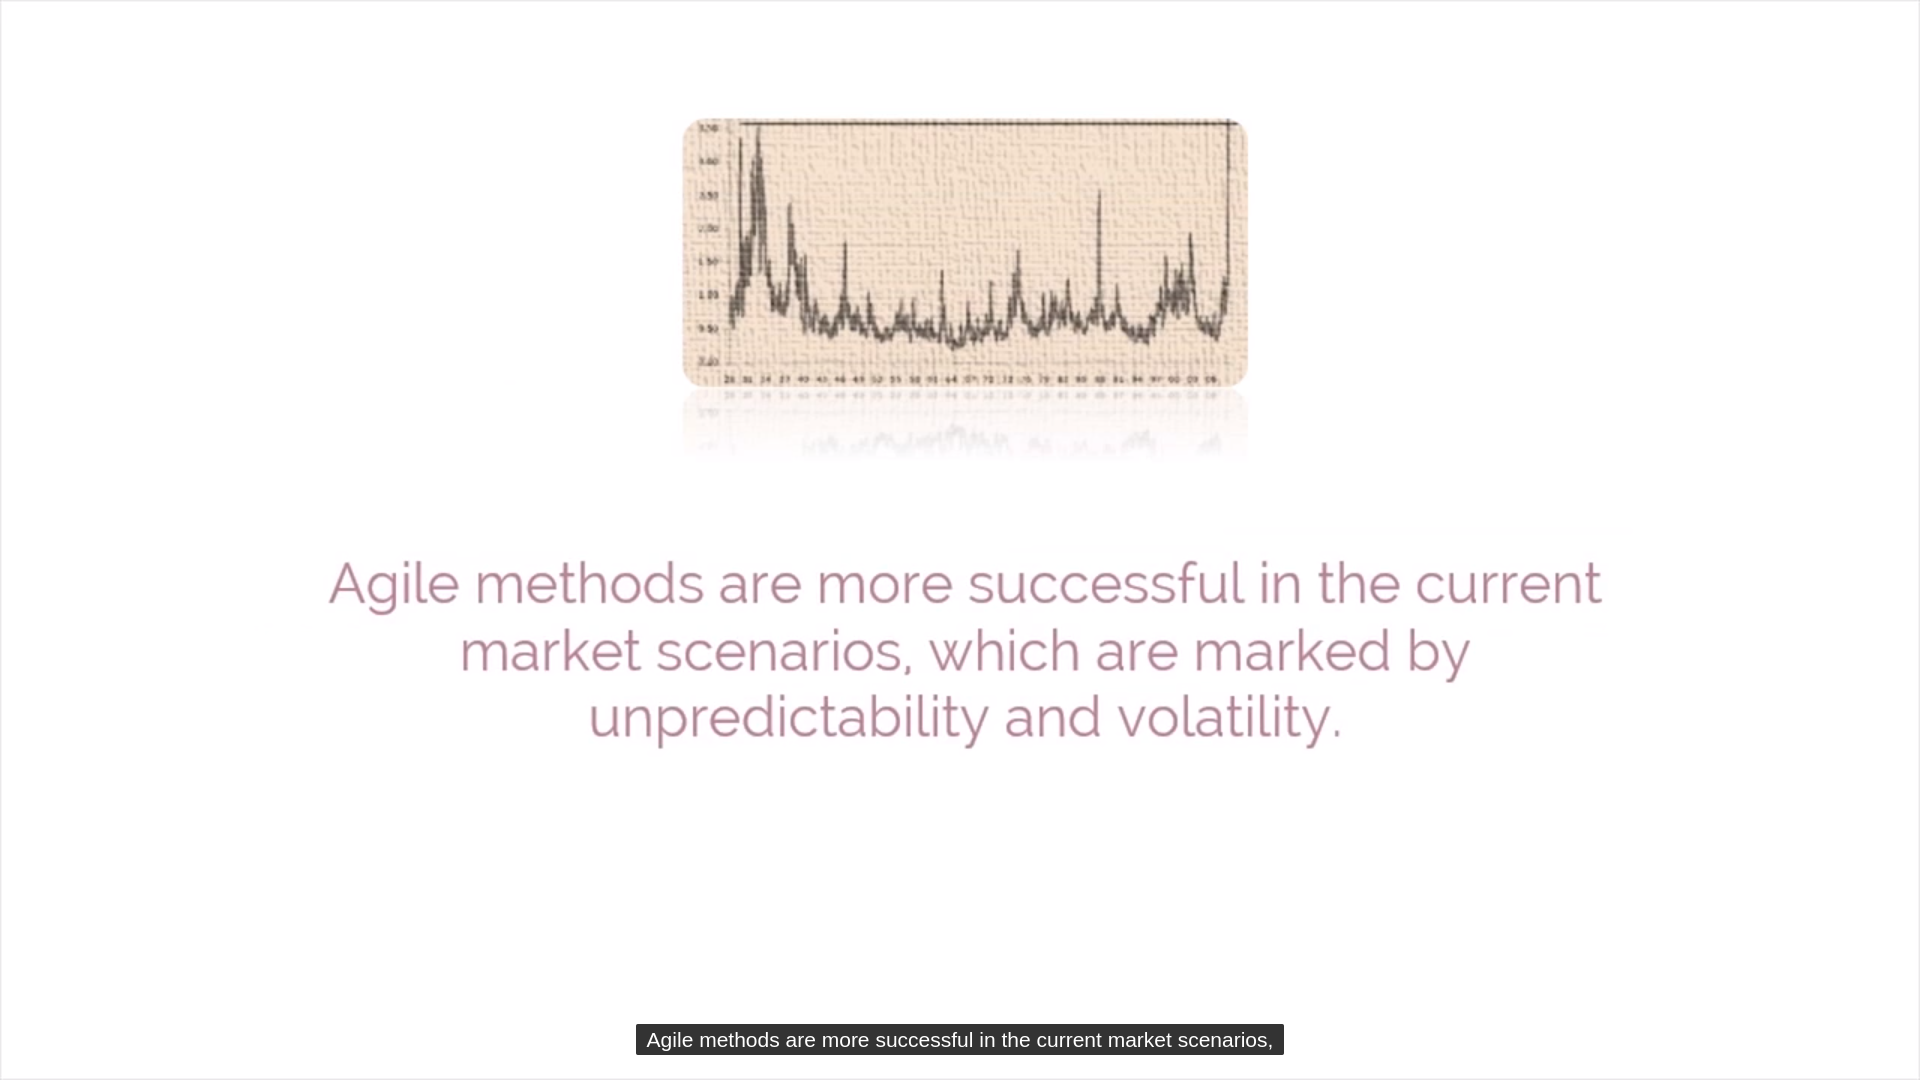 Agile methods are more successful in the current
market scenarios, which are marked by
unpredictability and volatility.
Agile methods are more successful in the current market scenarios,